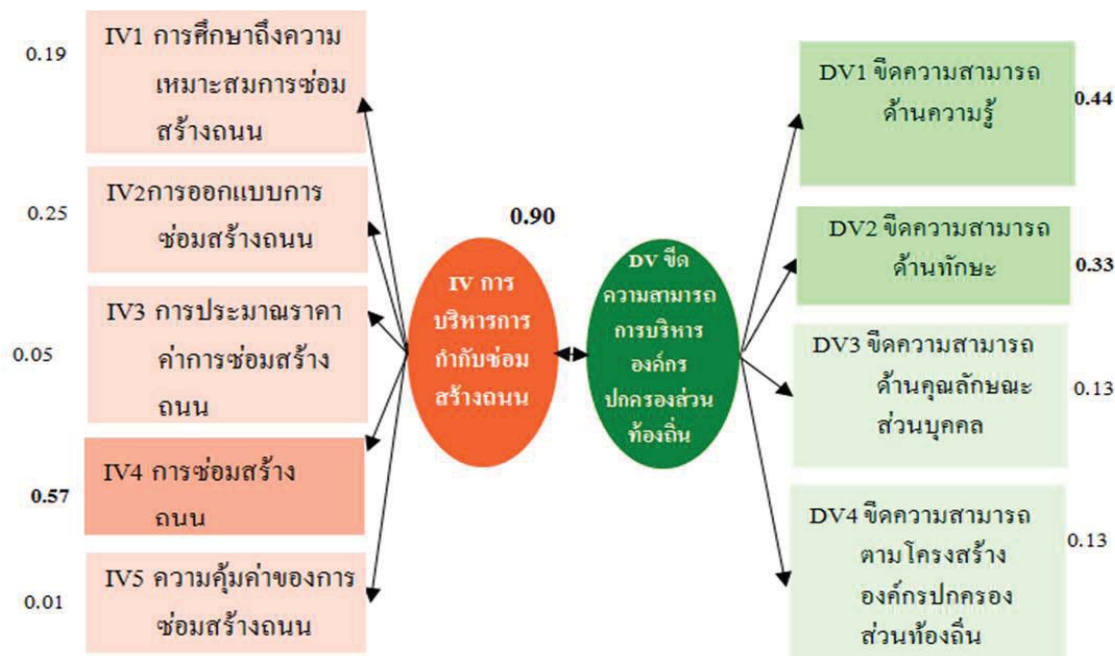 0.19
IV1 การศึกษาถึงความ
เหมาะสมการซ่อม
สร้างถนน
0.25
IV2การออกแบบการ
ซ่อมสร้างถนน
0.05
IV3 การประมาณราคา
ค่าการซ่อมสร้าง
ถนน
0.57
IV4 การซ่อมสร้าง
ถนน
0.01
IV5 ความคุ้มค่าของการ
ซ่อมสร้างถนน
0.90
IV การ
บริหารการ
กำกับซ่อม
สร้างถนน
DV ขีด
ความสามารถ
การบริหาร
องค์กร
ปกครองส่วน
ท้องถิ่น
DV1 ขีดความสามารถ
ด้านความรู้
0.44
DV2 ขีดความสามารถ
ด้านทักษะ
0.33
DV3 ขีดความสามารถ
ด้านคุณลักษณะ
ส่วนบุคคล
0.13
DV4 ขีดความสามารถ
ตามโครงสร้าง
องค์กรปกครอง
ส่วนท้องถิ่น
0.13